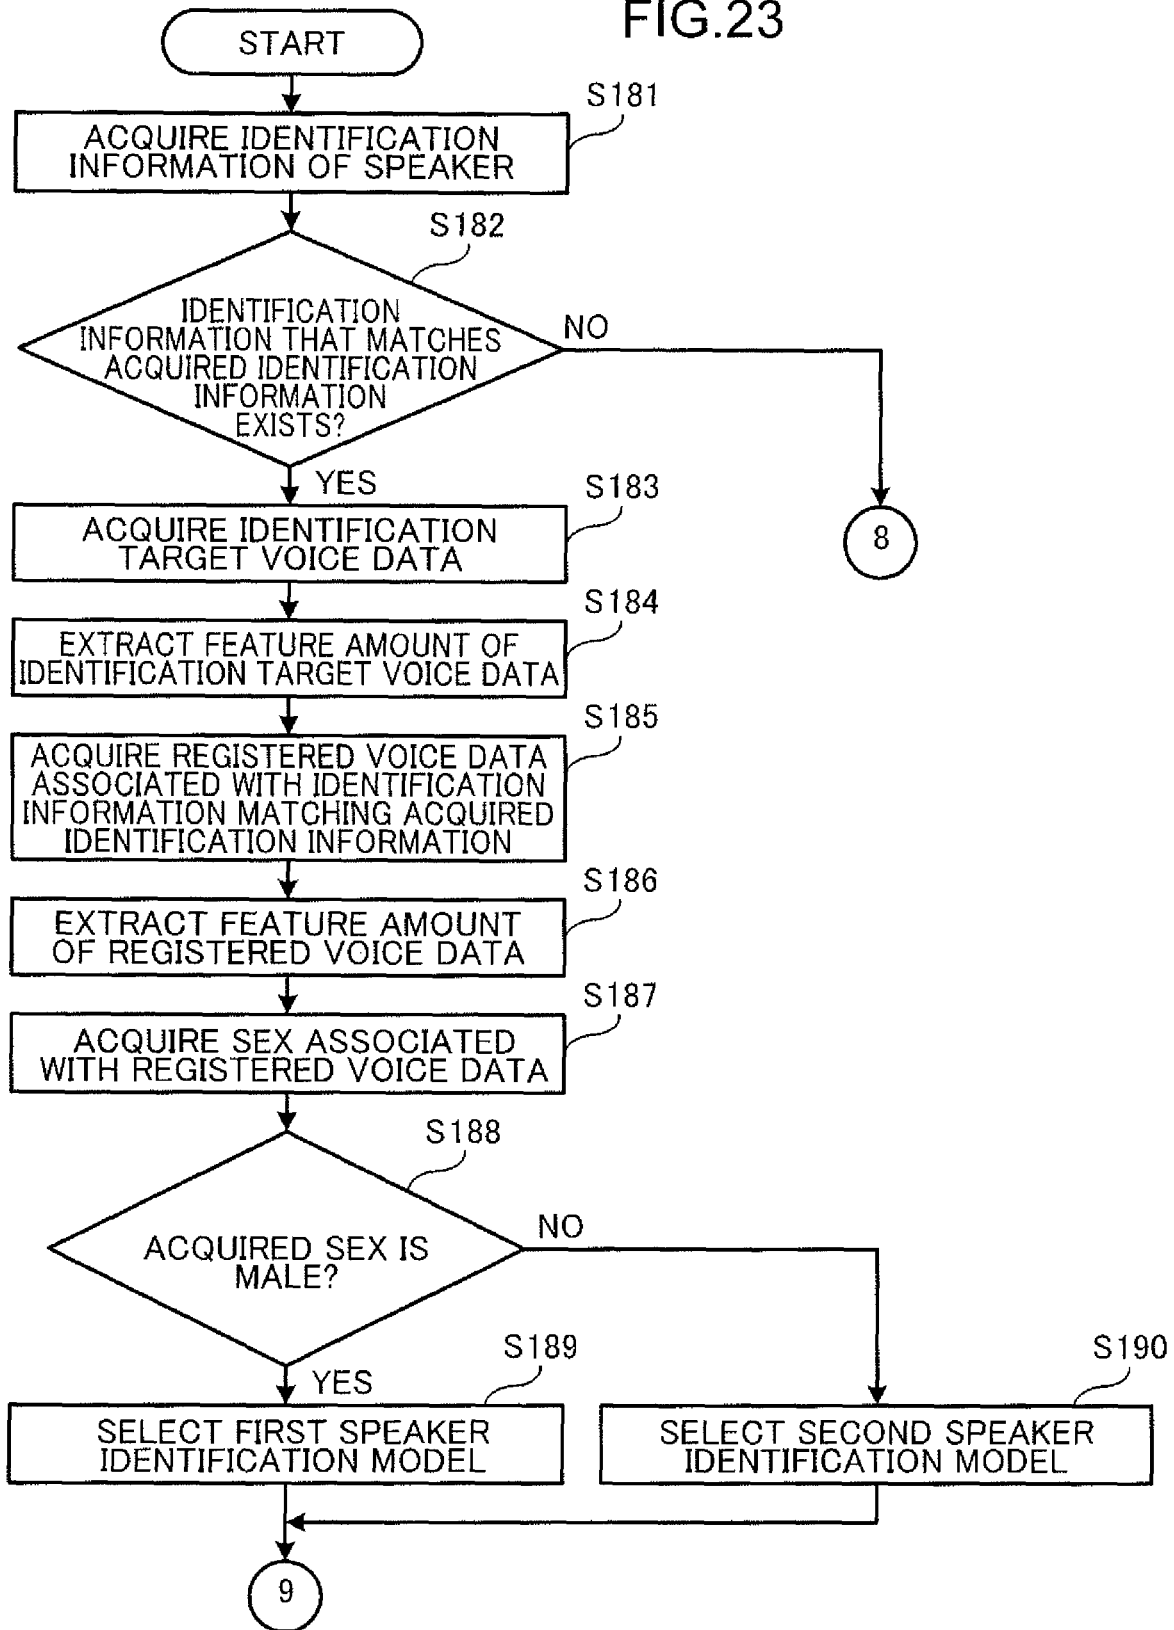 FIG.23
START
S181
ACQUIRE IDENTIFICATION
INFORMATION OF SPEAKER
S182
IDENTIFICATION
INFORMATION THAT MATCHES
ACQUIRED IDENTIFICATION
INFORMATION
EXISTS?
NO
YES
8
S183
ACQUIRE IDENTIFICATION
TARGET VOICE DATA
S184
EXTRACT FEATURE AMOUNT OF
IDENTIFICATION TARGET VOICE DATA
S185
ACQUIRE REGISTERED VOICE DATA
ASSOCIATED WITH IDENTIFICATION
INFORMATION MATCHING ACQUIRED
IDENTIFICATION INFORMATION
S186
EXTRACT FEATURE AMOUNT
OF REGISTERED VOICE DATA
S187
ACQUIRE SEX ASSOCIATED
WITH REGISTERED VOICE DATA
S188
ACQUIRED SEX IS
MALE?
NO
YES
S189
SELECT FIRST SPEAKER
IDENTIFICATION MODEL
S190
SELECT SECOND SPEAKER
IDENTIFICATION MODEL
9